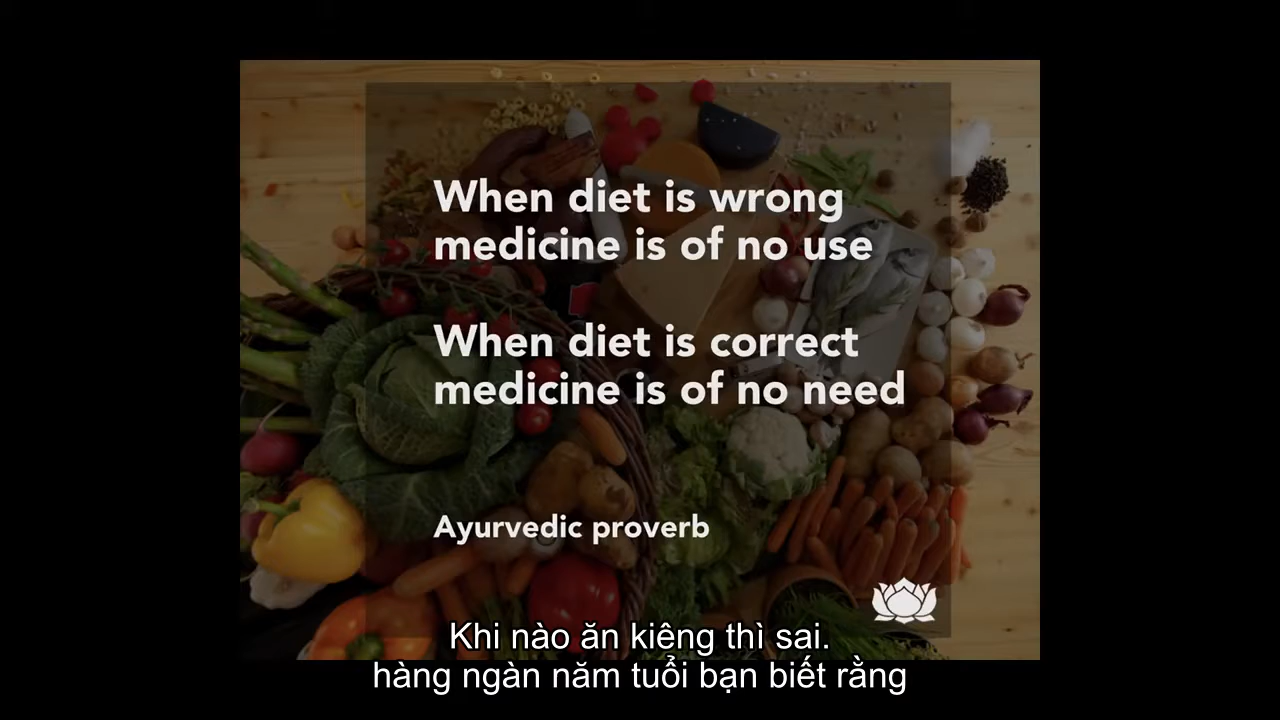 When diet is wrong
medicine is of no use
When diet is correct
medicine is of no need
Ayurvedic proverb
Khi nào ăn kiêng thì sai.
hàng ngàn năm tuổi bạn biết rằng